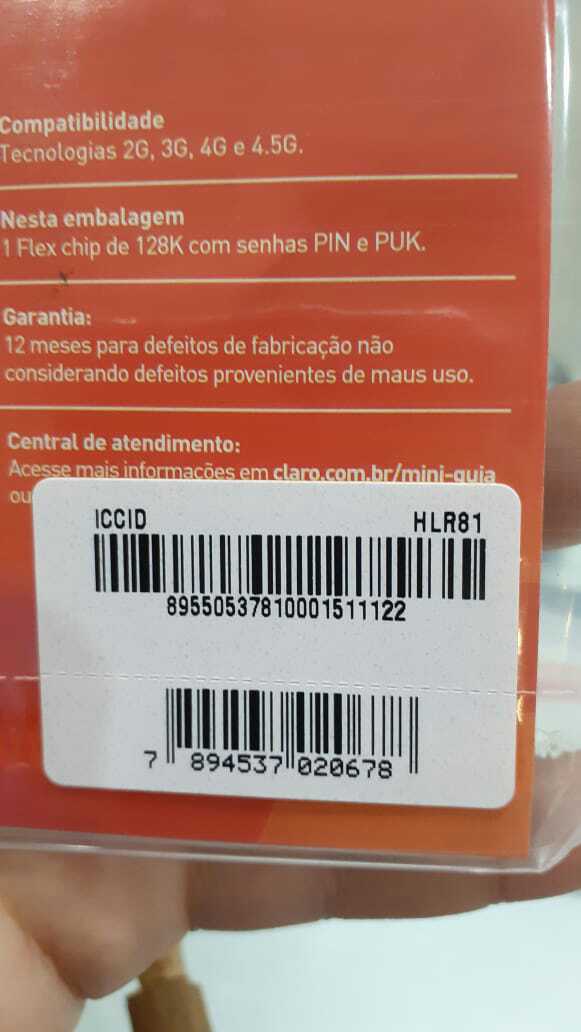 Compatibilidade
Tecnologias 2G, 3G, 4G e 4.5G.
Nesta embalagem
1 Flex chip de 128K com senhas PIN e PUK.
Garantia:
12 meses para defeitos de fabricação não
considerando defeitos provenientes de maus uso.
Central de atendimento:
Acesse mais informações em claro.com.br/mini-guia
ou
ICCID HLR81
89550537810001511122
7 894537 020678